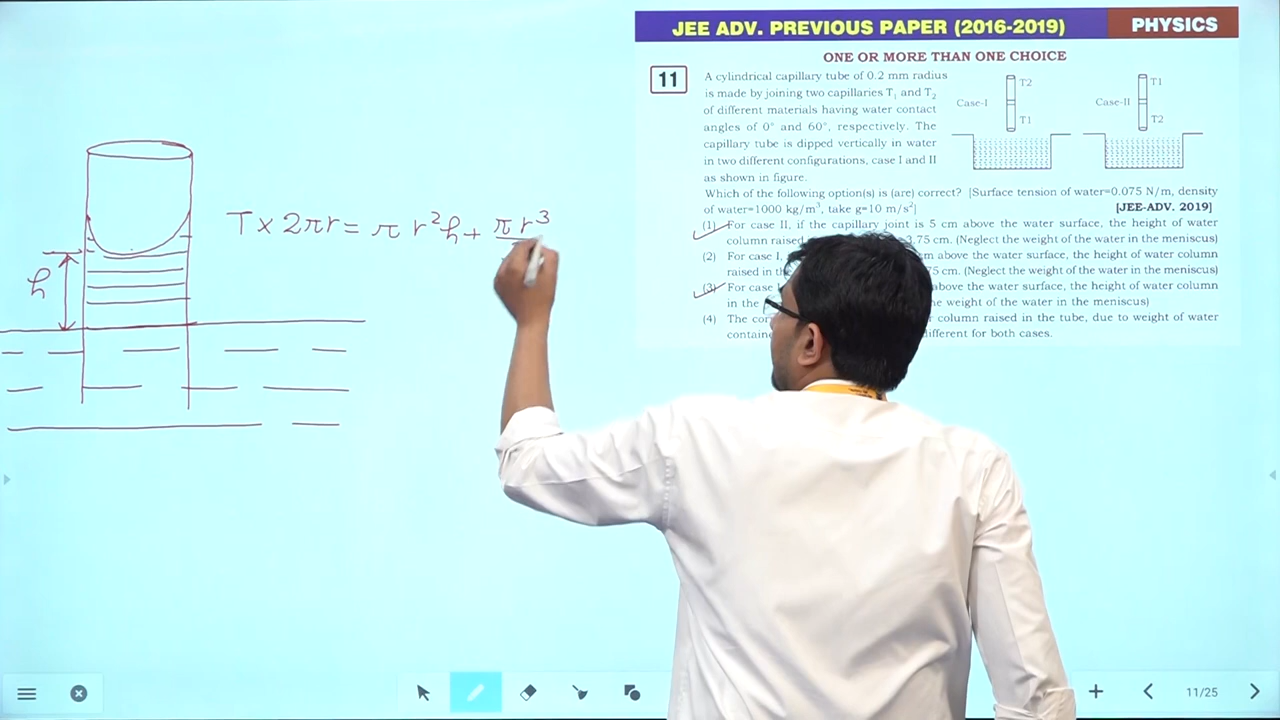 JEE ADV. PREVIOUS PAPER (2016-2019) PHYSICS
ONE OR MORE THAN ONE CHOICE
11
A cylindrical capillary tube of 0.2 mm radius
is made by joining two capillaries T₁ and T₂
of different materials having water contact
angles of 0° and 60°, respectively. The
capillary tube is dipped vertically in water
in two different configurations, case I and II
as shown in figure.
Case-I T2 T1
Case-II T1 T2
Which of the following option(s) is (are) correct? [Surface tension of water=0.075 N/m, density
of water=1000 kg/m³, take g=10 m/s²] [JEE-ADV. 2019]
(1) For case II, if the capillary joint is 5 cm above the water surface, the height of water
column raised 3.75 cm. (Neglect the weight of the water in the meniscus)
(2) For case I, m above the water surface, the height of water column
raised in the 75 cm. (Neglect the weight of the water in the meniscus)
(3) For case above the water surface, the height of water column
in the weight of the water in the meniscus)
(4) The column raised in the tube, due to weight of water
different for both cases.
T × 2πr = π r²h + π r³
h
11/25